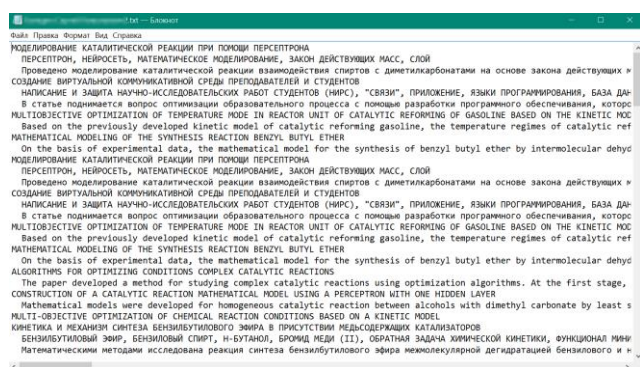 2.txt — Блокнот
Файл Правка Формат Вид Справка
МОДЕЛИРОВАНИЕ КАТАЛИТИЧЕСКОЙ РЕАКЦИИ ПРИ ПОМОЩИ ПЕРСЕПТРОНА
ПЕРСЕПТРОН, НЕЙРОСЕТЬ, МАТЕМАТИЧЕСКОЕ МОДЕЛИРОВАНИЕ, ЗАКОН ДЕЙСТВУЮЩИХ МАСС, СЛОЙ
Проведено моделирование каталитической реакции взаимодействия спиртов с диметилкарбонатами на основе закона действующих м
СОЗДАНИЕ ВИРТУАЛЬНОЙ КОММУНИКАТИВНОЙ СРЕДЫ ПРЕПОДАВАТЕЛЕЙ И СТУДЕНТОВ
НАПИСАНИЕ И ЗАЩИТА НАУЧНО-ИССЛЕДОВАТЕЛЬСКИХ РАБОТ СТУДЕНТОВ (НИРС), "СВЯЗИ", ПРИЛОЖЕНИЕ, ЯЗЫКИ ПРОГРАММИРОВАНИЯ, БАЗА ДАН
В статье поднимается вопрос оптимизации образовательного процесса с помощью разработки программного обеспечивания, которо
MULTIOBJECTIVE OPTIMIZATION OF TEMPERATURE MODE IN REACTOR UNIT OF CATALYTIC REFORMING OF GASOLINE BASED ON THE KINETIC MOD
Based on the previously developed kinetic model of catalytic reforming gasoline, the temperature regimes of catalytic ref
MATHEMATICAL MODELING OF THE SYNTHESIS REACTION BENZYL BUTYL ETHER
On the basis of experimental data, the mathematical model for the synthesis of benzyl butyl ether by intermolecular dehyd
МОДЕЛИРОВАНИЕ КАТАЛИТИЧЕСКОЙ РЕАКЦИИ ПРИ ПОМОЩИ ПЕРСЕПТРОНА
ПЕРСЕПТРОН, НЕЙРОСЕТЬ, МАТЕМАТИЧЕСКОЕ МОДЕЛИРОВАНИЕ, ЗАКОН ДЕЙСТВУЮЩИХ МАСС, СЛОЙ
Проведено моделирование каталитической реакции взаимодействия спиртов с диметилкарбонатами на основе закона действующих м
СОЗДАНИЕ ВИРТУАЛЬНОЙ КОММУНИКАТИВНОЙ СРЕДЫ ПРЕПОДАВАТЕЛЕЙ И СТУДЕНТОВ
НАПИСАНИЕ И ЗАЩИТА НАУЧНО-ИССЛЕДОВАТЕЛЬСКИХ РАБОТ СТУДЕНТОВ (НИРС), "СВЯЗИ", ПРИЛОЖЕНИЕ, ЯЗЫКИ ПРОГРАММИРОВАНИЯ, БАЗА ДАН
В статье поднимается вопрос оптимизации образовательного процесса с помощью разработки программного обеспечивания, которо
MULTIOBJECTIVE OPTIMIZATION OF TEMPERATURE MODE IN REACTOR UNIT OF CATALYTIC REFORMING OF GASOLINE BASED ON THE KINETIC MOD
Based on the previously developed kinetic model of catalytic reforming gasoline, the temperature regimes of catalytic ref
MATHEMATICAL MODELING OF THE SYNTHESIS REACTION BENZYL BUTYL ETHER
On the basis of experimental data, the mathematical model for the synthesis of benzyl butyl ether by intermolecular dehyd
ALGORITHMS FOR OPTIMIZING CONDITIONS COMPLEX CATALYTIC REACTIONS
The paper developed a method for studying complex catalytic reactions using optimization algorithms. At the first stage,
CONSTRUCTION OF A CATALYTIC REACTION MATHEMATICAL MODEL USING A PERCEPTRON WITH ONE HIDDEN LAYER
Mathematical models were developed for homogeneous catalytic reaction between alcohols with dimethyl carbonate by least s
MULTI-OBJECTIVE OPTIMIZATION OF CHEMICAL REACTION CONDITIONS BASED ON A KINETIC MODEL
КИНЕТИКА И МЕХАНИЗМ СИНТЕЗА БЕНЗИЛБУТИЛОВОГО ЭФИРА В ПРИСУТСТВИИ МЕДЬСОДЕРЖАЩИХ КАТАЛИЗАТОРОВ
БЕНЗИЛБУТИЛОВЫЙ ЭФИР, БЕНЗИЛОВЫЙ СПИРТ, Н-БУТАНОЛ, БРОМИД МЕДИ (II), ОБРАТНАЯ ЗАДАЧА ХИМИЧЕСКОЙ КИНЕТИКИ, ФУНКЦИОНАЛ МИНИ
Математическими методами исследована реакция синтеза бензилбутилового эфира межмолекулярной дегидратацией бензилового и н